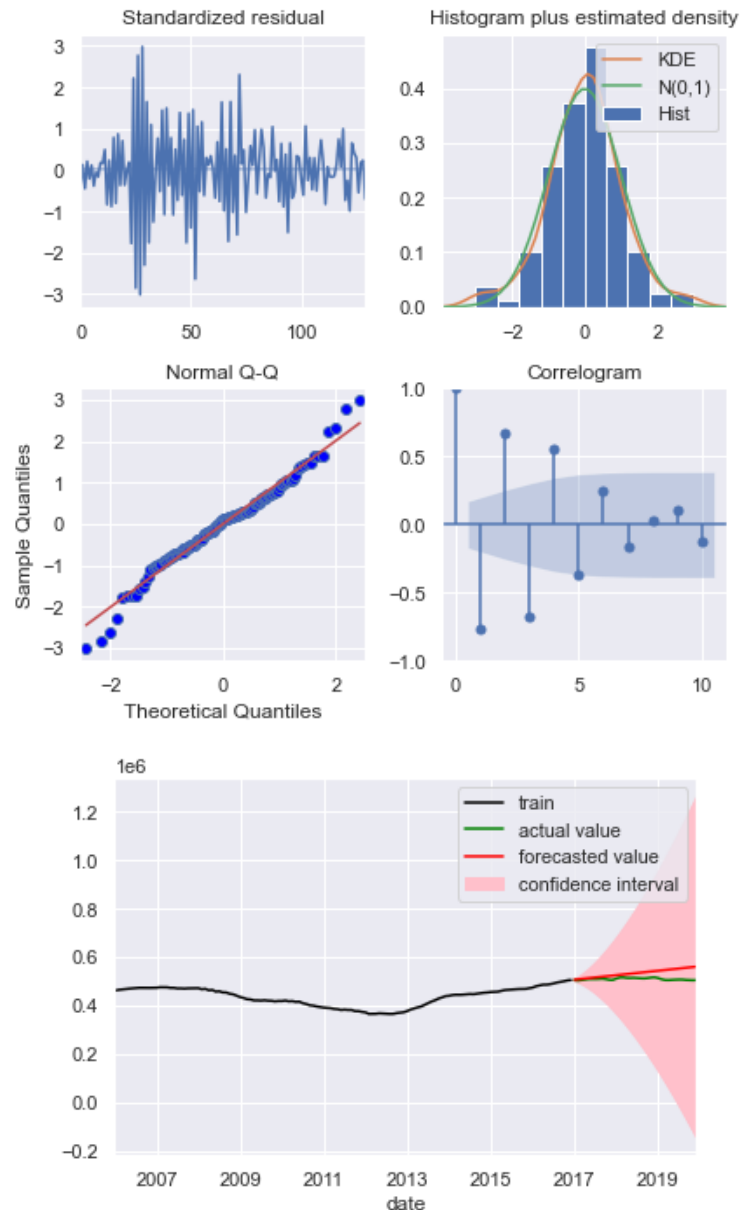 Standardized residual
3
2
1
0
−1
−2
−3
0 50 100
Histogram plus estimated density
KDE
N(0,1)
Hist
0.4
0.3
0.2
0.1
0.0
−2 0 2
Normal Q-Q
3
2
1
0
−1
−2
−3
Sample Quantiles
−2 0 2
Theoretical Quantiles
Correlogram
1.0
0.5
0.0
−0.5
−1.0
0 5 10
1e6
train
actual value
forecasted value
confidence interval
1.2
1.0
0.8
0.6
0.4
0.2
0.0
−0.2
2007 2009 2011 2013 2015 2017 2019
date